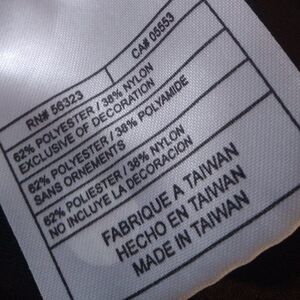 RN# 56323 CA# 05553
62% POLYESTER / 38% NYLON
EXCLUSIVE OF DECORATION
62% POLYESTER / 38% POLYAMIDE
SANS ORNEMENTS
62% POLIESTER / 38% NYLON
NO INCLUYE LA DECORACION
FABRIQUE A TAIWAN
HECHO EN TAIWAN
MADE IN TAIWAN